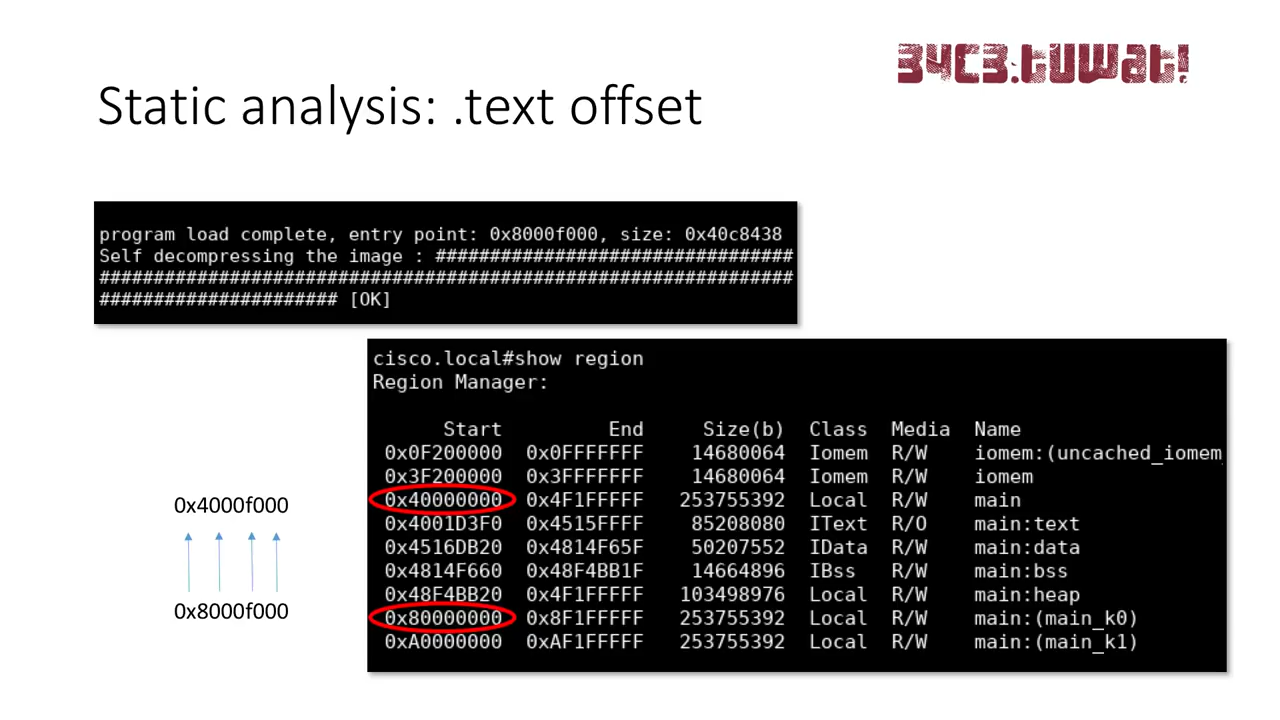 34C3.tuwat!
Static analysis: .text offset
program load complete, entry point: 0x8000f000, size: 0x40c8438
Self decompressing the image : #################################
################################################################
###################### [OK]
cisco.local#show region
Region Manager:
Start End Size(b) Class Media Name
0x0F200000 0x0FFFFFFF 14680064 Iomem R/W iomem:(uncached_iomem_
0x3F200000 0x3FFFFFFF 14680064 Iomem R/W iomem
0x40000000 0x4F1FFFFF 253755392 Local R/W main
0x4001D3F0 0x4515FFFF 85208080 IText R/O main:text
0x4516DB20 0x4814F65F 50207552 IData R/W main:data
0x4814F660 0x48F4BB1F 14664896 IBss R/W main:bss
0x48F4BB20 0x4F1FFFFF 103498976 Local R/W main:heap
0x80000000 0x8F1FFFFF 253755392 Local R/W main:(main_k0)
0xA0000000 0xAF1FFFFF 253755392 Local R/W main:(main_k1)
0x4000f000
0x8000f000